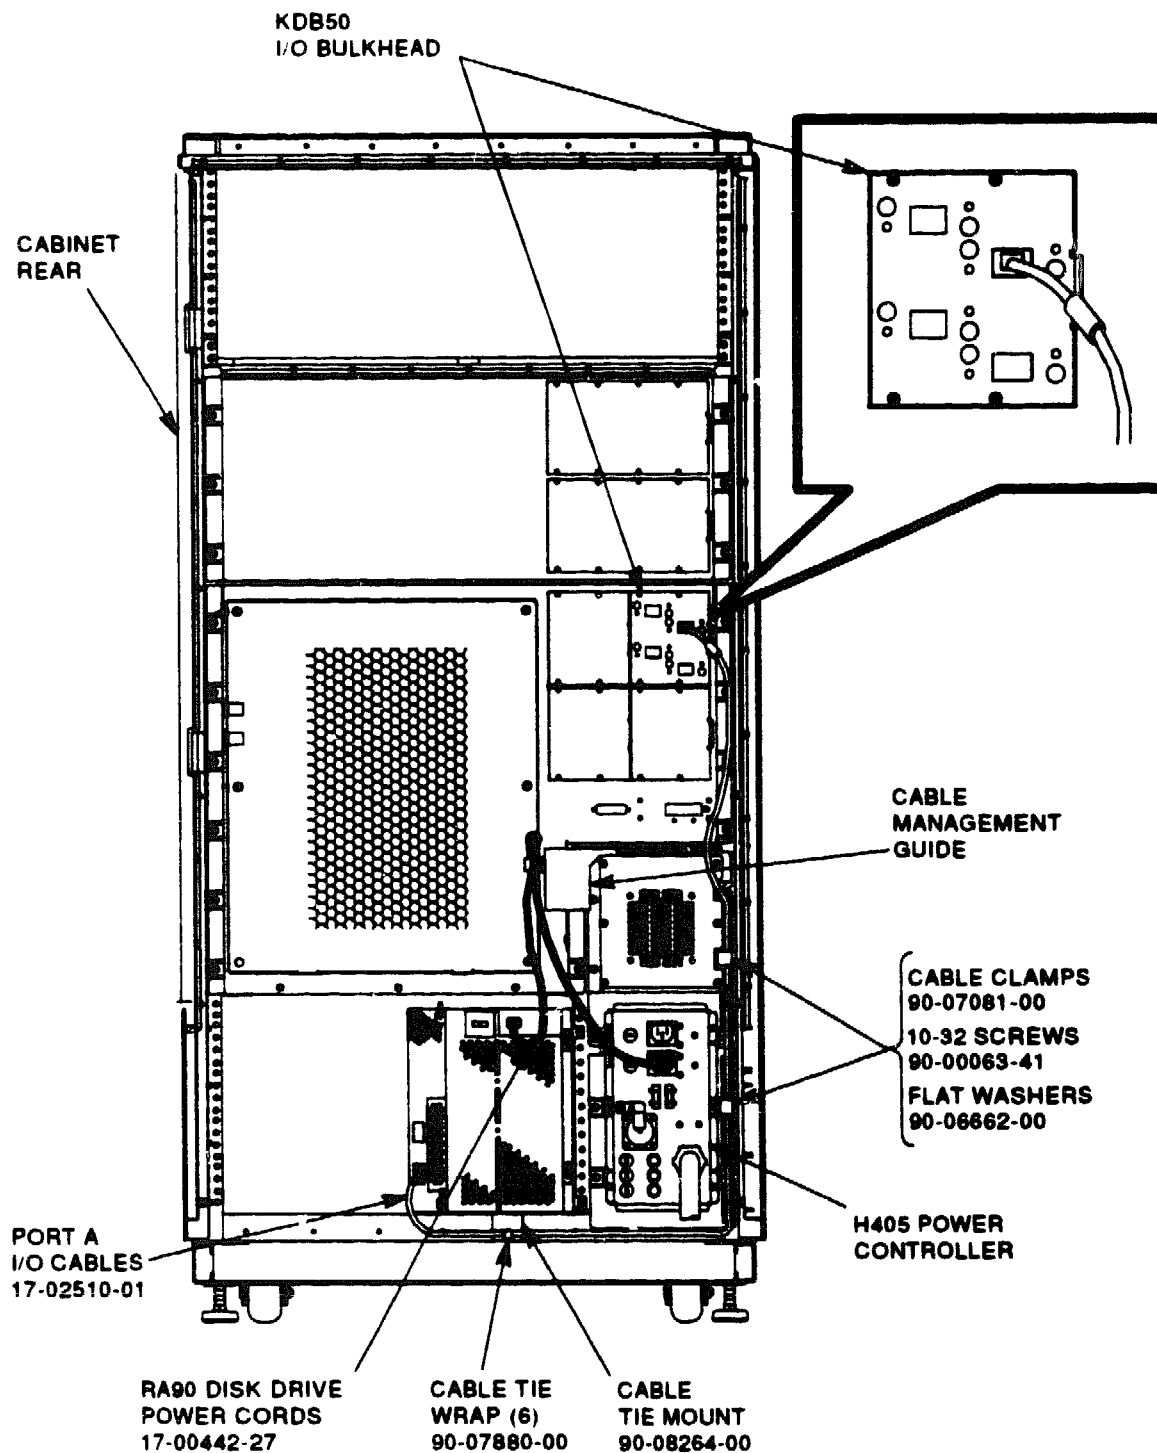 KDB50
I/O BULKHEAD
CABINET
REAR
CABLE
MANAGEMENT
GUIDE
CABLE CLAMPS
90-07081-00
10-32 SCREWS
90-00063-41
FLAT WASHERS
90-06662-00
H405 POWER
CONTROLLER
PORT A
I/O CABLES
17-02510-01
RA90 DISK DRIVE
POWER CORDS
17-00442-27
CABLE TIE
WRAP (6)
90-07880-00
CABLE
TIE MOUNT
90-08264-00